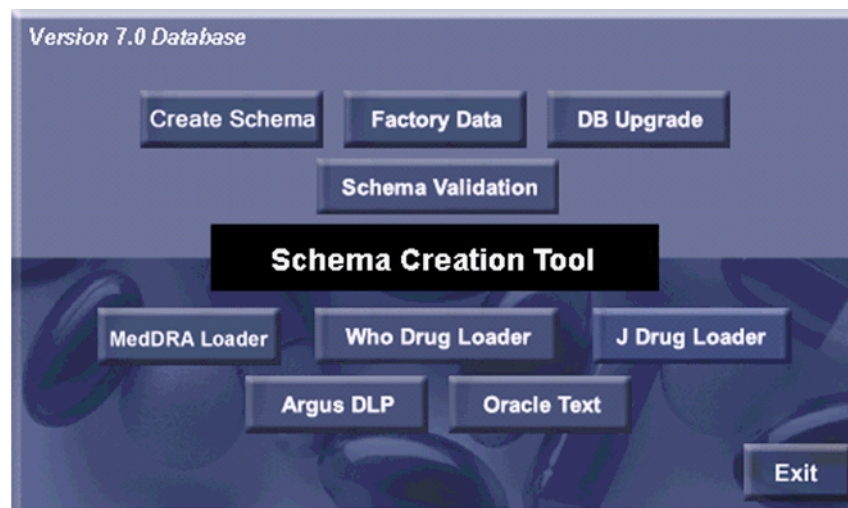 Version 7.0 Database
Create Schema Factory Data DB Upgrade
Schema Validation
Schema Creation Tool
MedDRA Loader Who Drug Loader J Drug Loader
Argus DLP Oracle Text
Exit